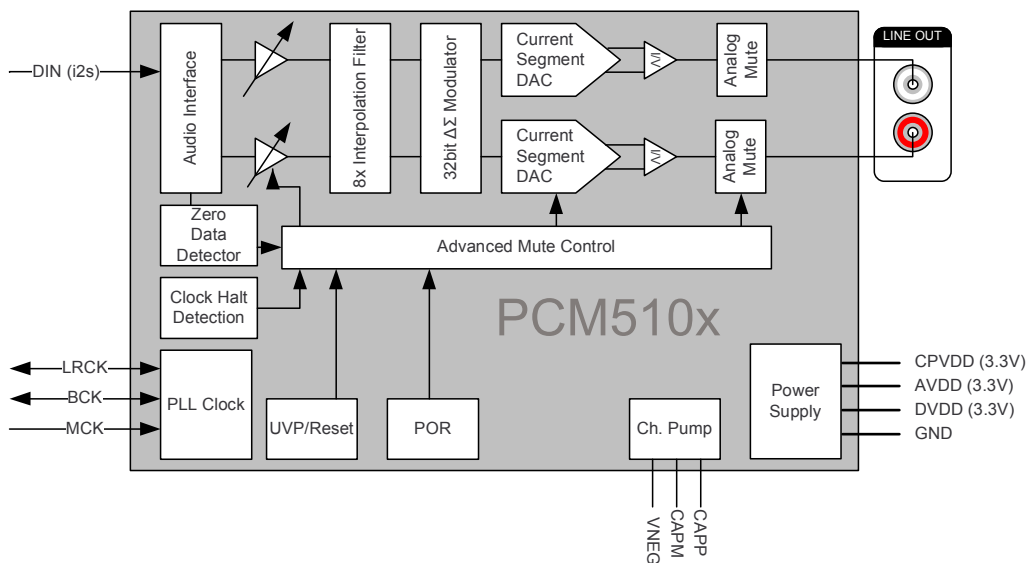 LINE OUT
DIN (i2s)
Audio Interface
8x Interpolation Filter
32bit ΔΣ Modulator
Current
Segment
DAC
I/V
Analog
Mute
Current
Segment
DAC
I/V
Analog
Mute
Zero
Data
Detector
Advanced Mute Control
Clock Halt
Detection
PCM510x
LRCK
BCK
MCK
PLL Clock
UVP/Reset
POR
Ch. Pump
Power
Supply
CPVDD (3.3V)
AVDD (3.3V)
DVDD (3.3V)
GND
VNEG
CAPM
CAPP